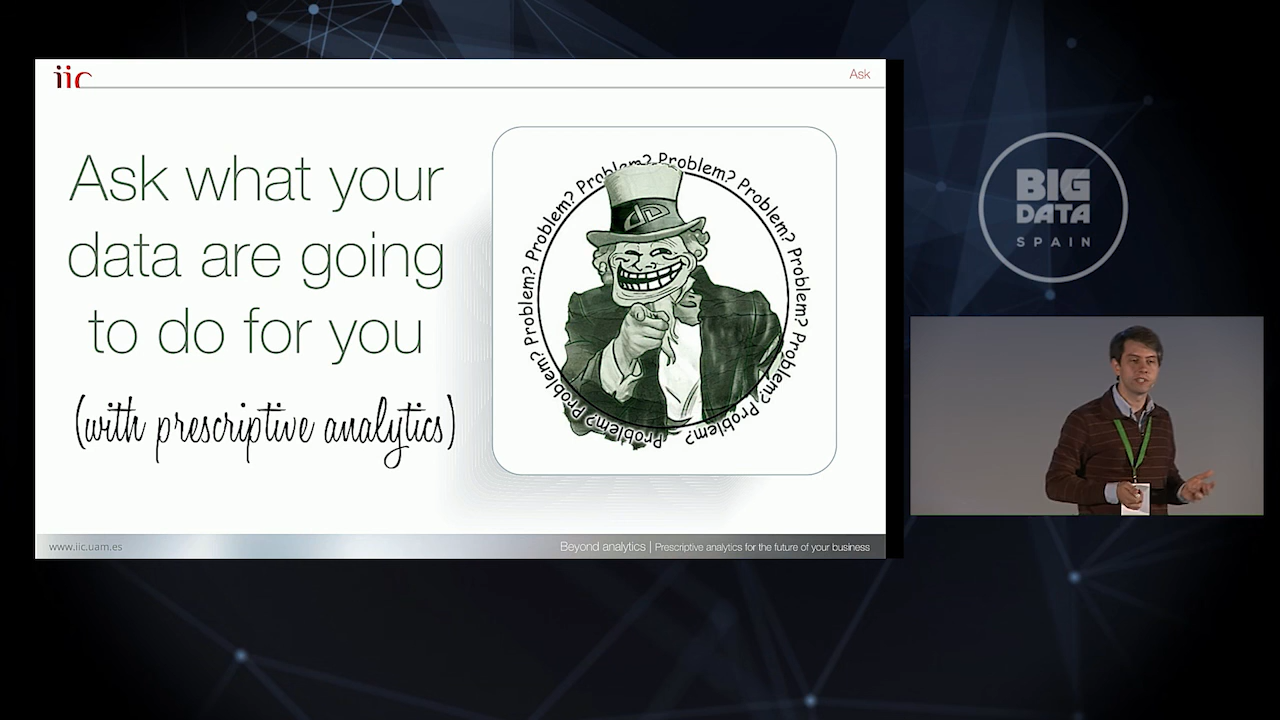 iic
Ask
Ask what your
data are going
to do for you
(with prescriptive analytics)
Problem? Problem? Problem? Problem? Problem? Problem? Problem? Problem? Problem? Problem? Problem?
www.iic.uam.es
Beyond analytics | Prescriptive analytics for the future of your business
BIG
DATA
SPAIN